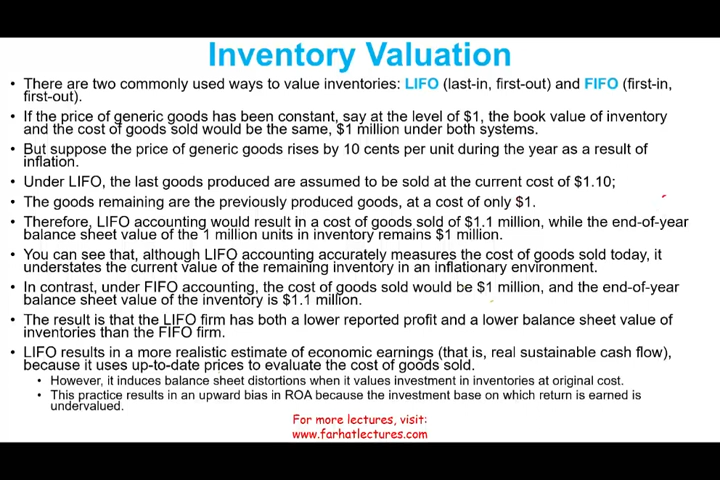 Inventory Valuation
• There are two commonly used ways to value inventories: LIFO (last-in, first-out) and FIFO (first-in,
first-out).
• If the price of generic goods has been constant, say at the level of $1, the book value of inventory
and the cost of goods sold would be the same, $1 million under both systems.
• But suppose the price of generic goods rises by 10 cents per unit during the year as a result of
inflation.
• Under LIFO, the last goods produced are assumed to be sold at the current cost of $1.10;
• The goods remaining are the previously produced goods, at a cost of only $1.
• Therefore, LIFO accounting would result in a cost of goods sold of $1.1 million, while the end-of-year
balance sheet value of the 1 million units in inventory remains $1 million.
• You can see that, although LIFO accounting accurately measures the cost of goods sold today, it
understates the current value of the remaining inventory in an inflationary environment.
• In contrast, under FIFO accounting, the cost of goods sold would be $1 million, and the end-of-year
balance sheet value of the inventory is $1.1 million.
• The result is that the LIFO firm has both a lower reported profit and a lower balance sheet value of
inventories than the FIFO firm.
• LIFO results in a more realistic estimate of economic earnings (that is, real sustainable cash flow),
because it uses up-to-date prices to evaluate the cost of goods sold.
• However, it induces balance sheet distortions when it values investment in inventories at original cost.
• This practice results in an upward bias in ROA because the investment base on which return is earned is
undervalued.
For more lectures, visit:
www.farhatlectures.com